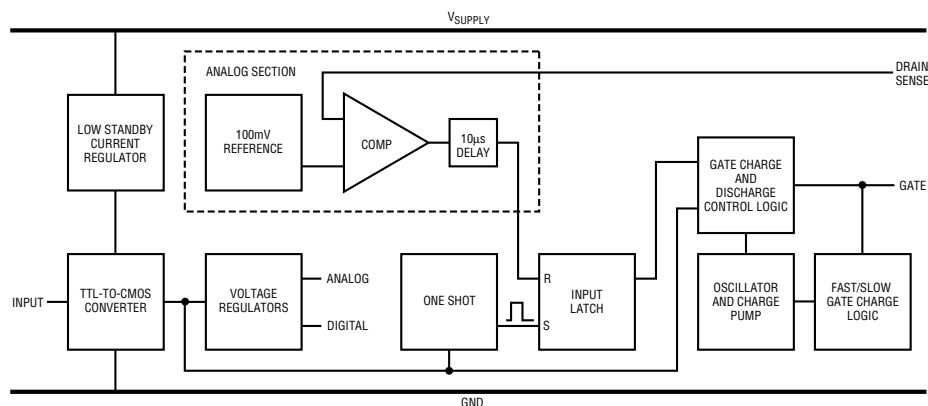 VSUPPLY
ANALOG SECTION
DRAIN
SENSE
LOW STANDBY
CURRENT
REGULATOR
100mV
REFERENCE
COMP
10µs
DELAY
GATE CHARGE
AND
DISCHARGE
CONTROL LOGIC
GATE
INPUT
TTL-TO-CMOS
CONVERTER
VOLTAGE
REGULATORS
ANALOG
DIGITAL
ONE SHOT
R
S
INPUT
LATCH
OSCILLATOR
AND CHARGE
PUMP
FAST/SLOW
GATE CHARGE
LOGIC
GND